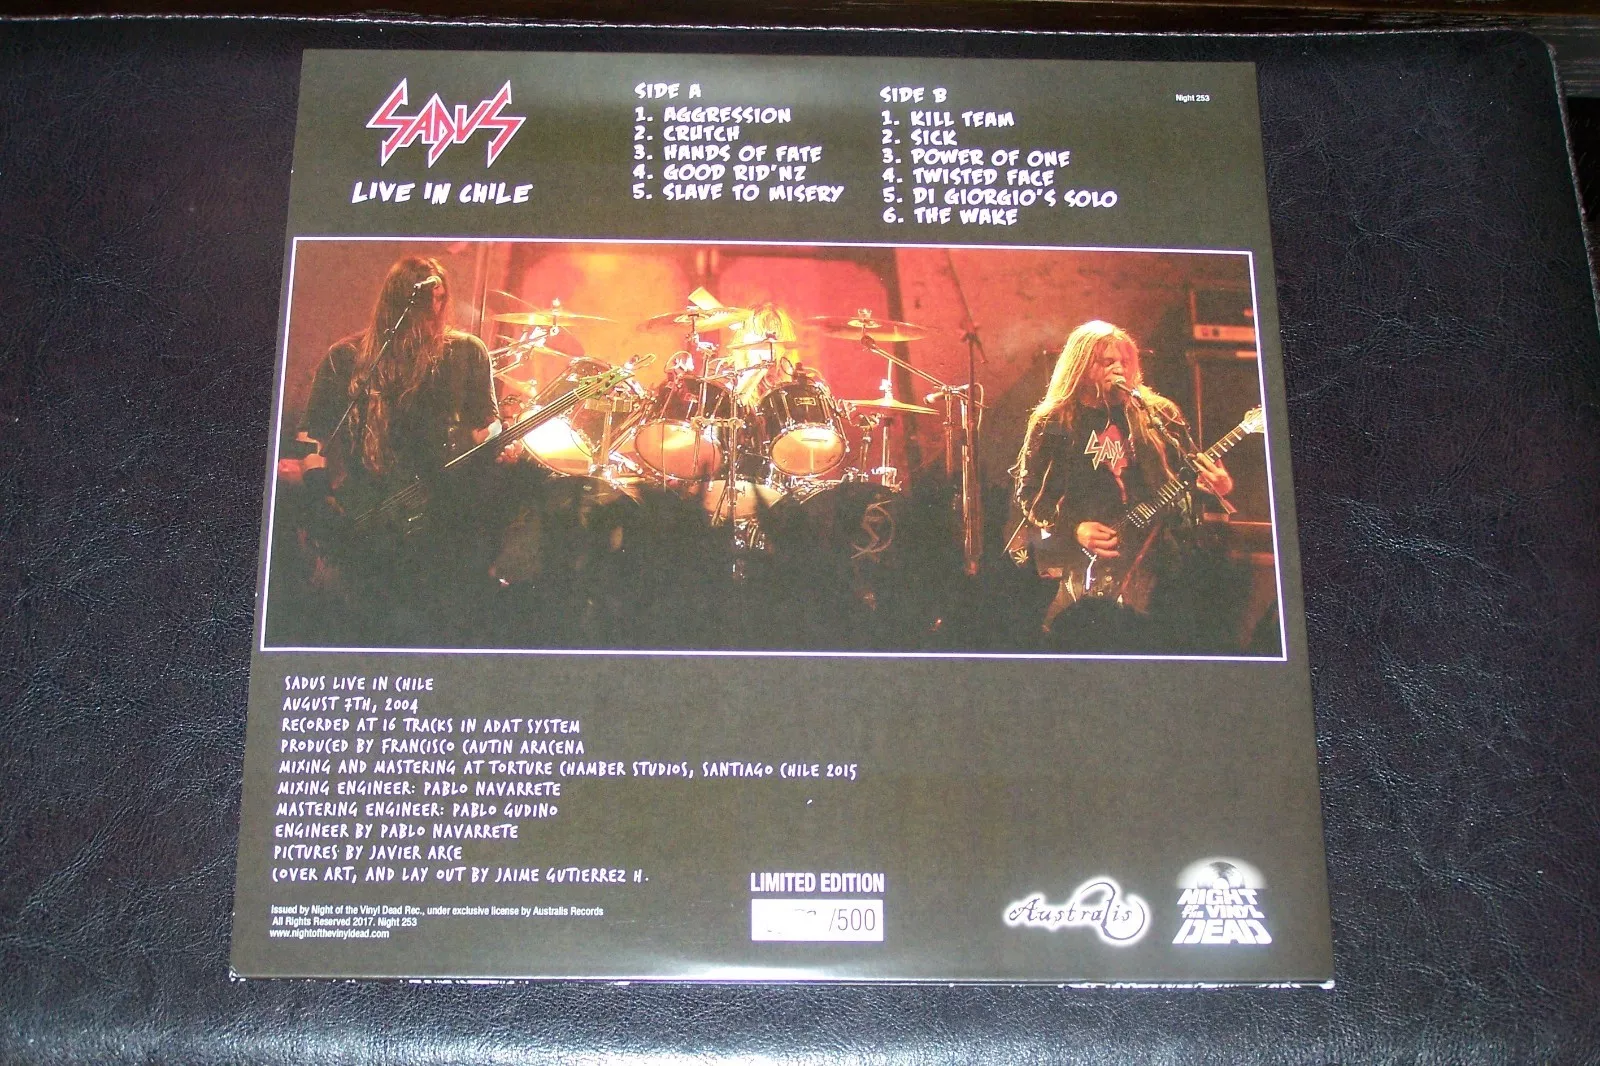 SADUS
LIVE IN CHILE
SIDE A
1. AGGRESSION
2. CRUTCH
3. HANDS OF FATE
4. GOOD RID'NZ
5. SLAVE TO MISERY
SIDE B
1. KILL TEAM
2. SICK
3. POWER OF ONE
4. TWISTED FACE
5. DI GIORGIO'S SOLO
6. THE WAKE
Night 253
SADUS LIVE IN CHILE
AUGUST 7TH, 2004
RECORDED AT 16 TRACKS IN ADAT SYSTEM
PRODUCED BY FRANCISCO CAUTIN ARACENA
MIXING AND MASTERING AT TORTURE CHAMBER STUDIOS, SANTIAGO CHILE 2015
MIXING ENGINEER: PABLO NAVARRETE
MASTERING ENGINEER: PABLO GUDINO
ENGINEER BY PABLO NAVARRETE
PICTURES BY JAVIER ARCE
COVER ART, AND LAY OUT BY JAIME GUTIERREZ H.
Issued by Night of the Vinyl Dead Rec., under exclusive license by Australis Records
All Rights Reserved 2017. Night 253
www.nightofthevinyldead.com
LIMITED EDITION
/500
Australis
NIGHT
OF THE VINYL
DEAD